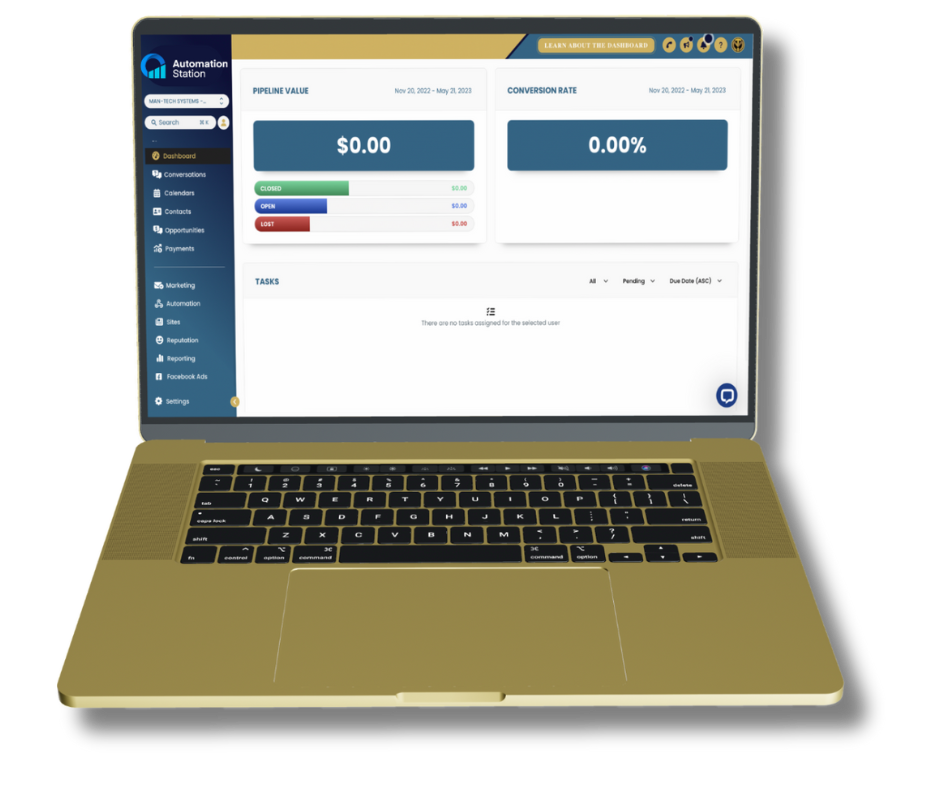 LEARN ABOUT THE DASHBOARD
Automation
Station
MAN-TECH SYSTEMS -...
Search ⌘K
Dashboard
Conversations
Calendars
Contacts
Opportunities
Payments
Marketing
Automation
Sites
Reputation
Reporting
Facebook Ads
Settings
PIPELINE VALUE Nov 20, 2022 - May 21, 2023
$0.00
CLOSED $0.00
OPEN $0.00
LOST $0.00
CONVERSION RATE Nov 20, 2022 - May 21, 2023
0.00%
TASKS All Pending Due Date (ASC)
There are no tasks assigned for the selected user
esc
~ ! @ # $ % ^ & * ( ) _ +
1 2 3 4 5 6 7 8 9 0 - = delete
tab Q W E R T Y U I O P { } |
[ ] \
caps lock A S D F G H J K L : " return
; '
shift Z X C V B N M < > ? shift
, . /
fn control option command command option